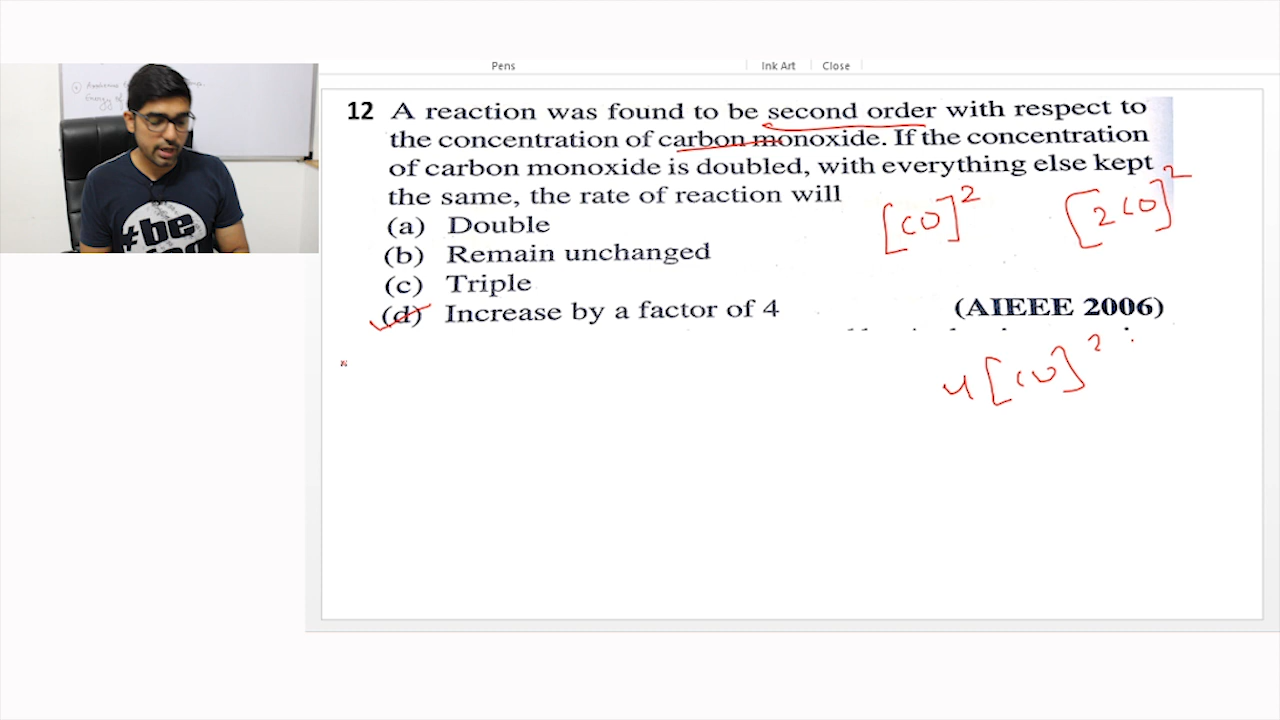 Pens
Ink Art
Close
12 A reaction was found to be second order with respect to
the concentration of carbon monoxide. If the concentration
of carbon monoxide is doubled, with everything else kept
the same, the rate of reaction will
[CO]²
[2CO]²
(a) Double
(b) Remain unchanged
(c) Triple
(d) Increase by a factor of 4
(AIEEE 2006)
4[CO]²
#be
Energy of